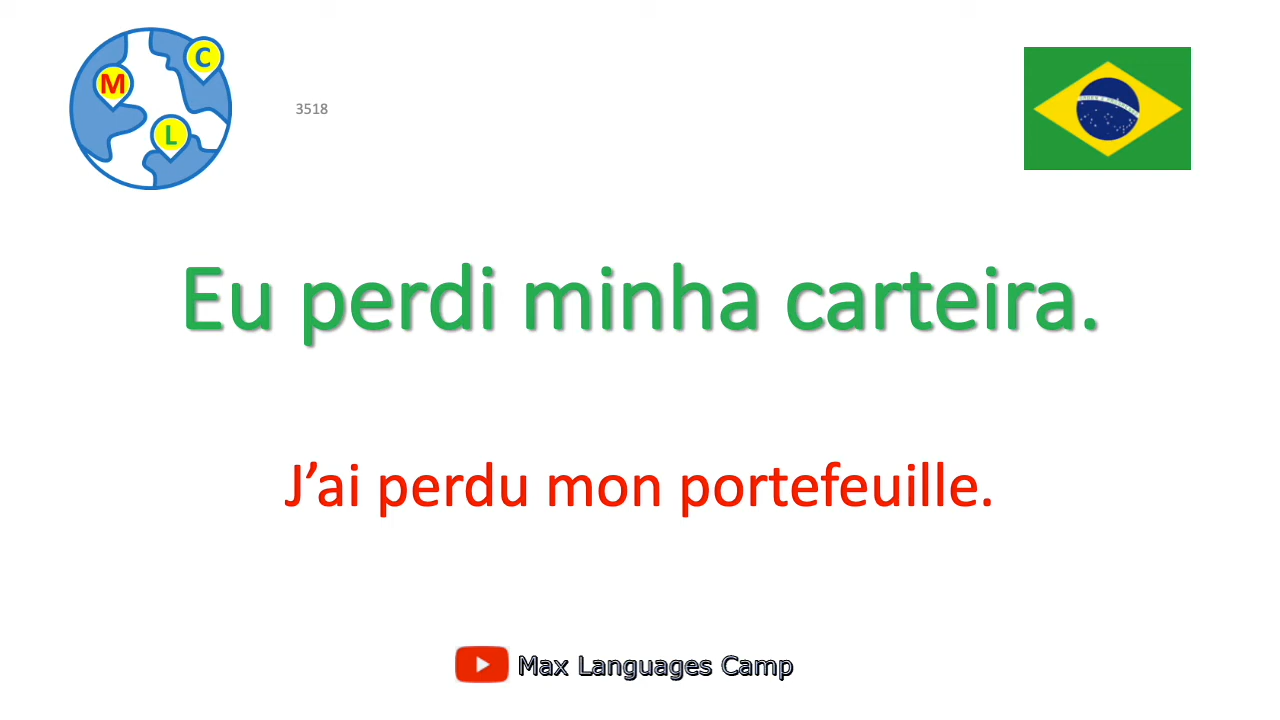 C
M
L
3518
Eu perdi minha carteira.
J’ai perdu mon portefeuille.
Max Languages Camp